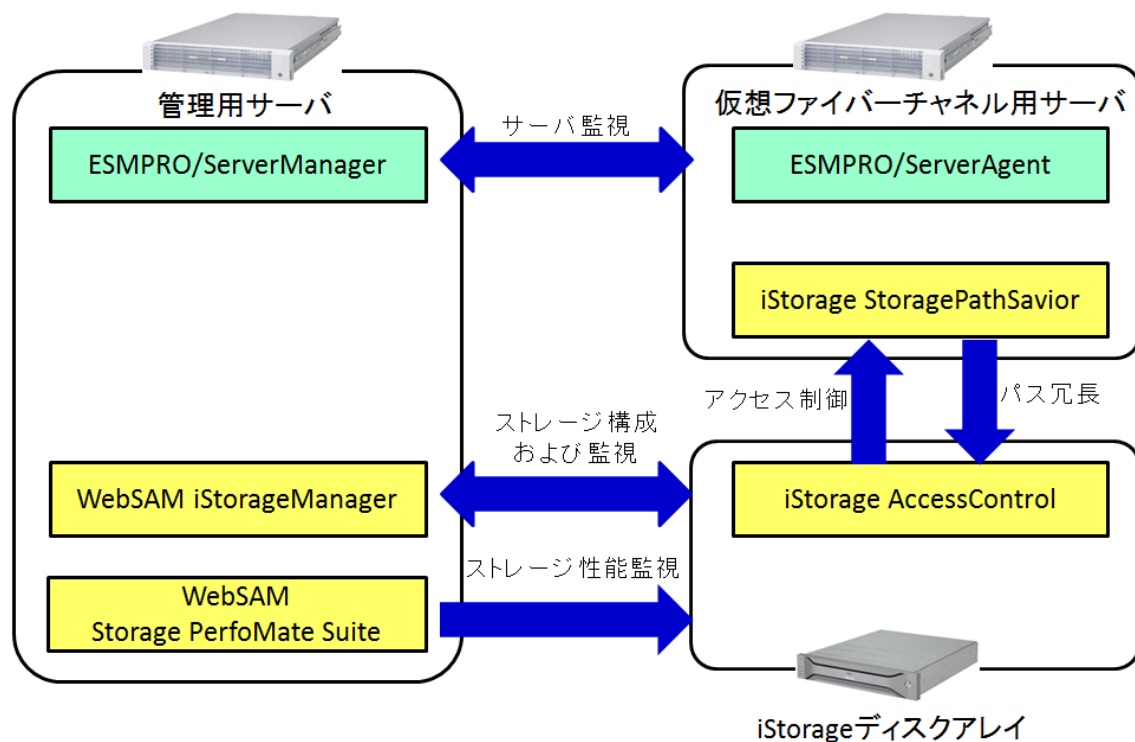 管理用サーバ
仮想ファイバーチャネル用サーバ
サーバ監視
ESMPRO/ServerManager
ESMPRO/ServerAgent
iStorage StoragePathSavior
アクセス制御
パス冗長
ストレージ構成
および監視
WebSAM iStorageManager
iStorage AccessControl
ストレージ性能監視
WebSAM
Storage PerfoMate Suite
iStorageディスクアレイ